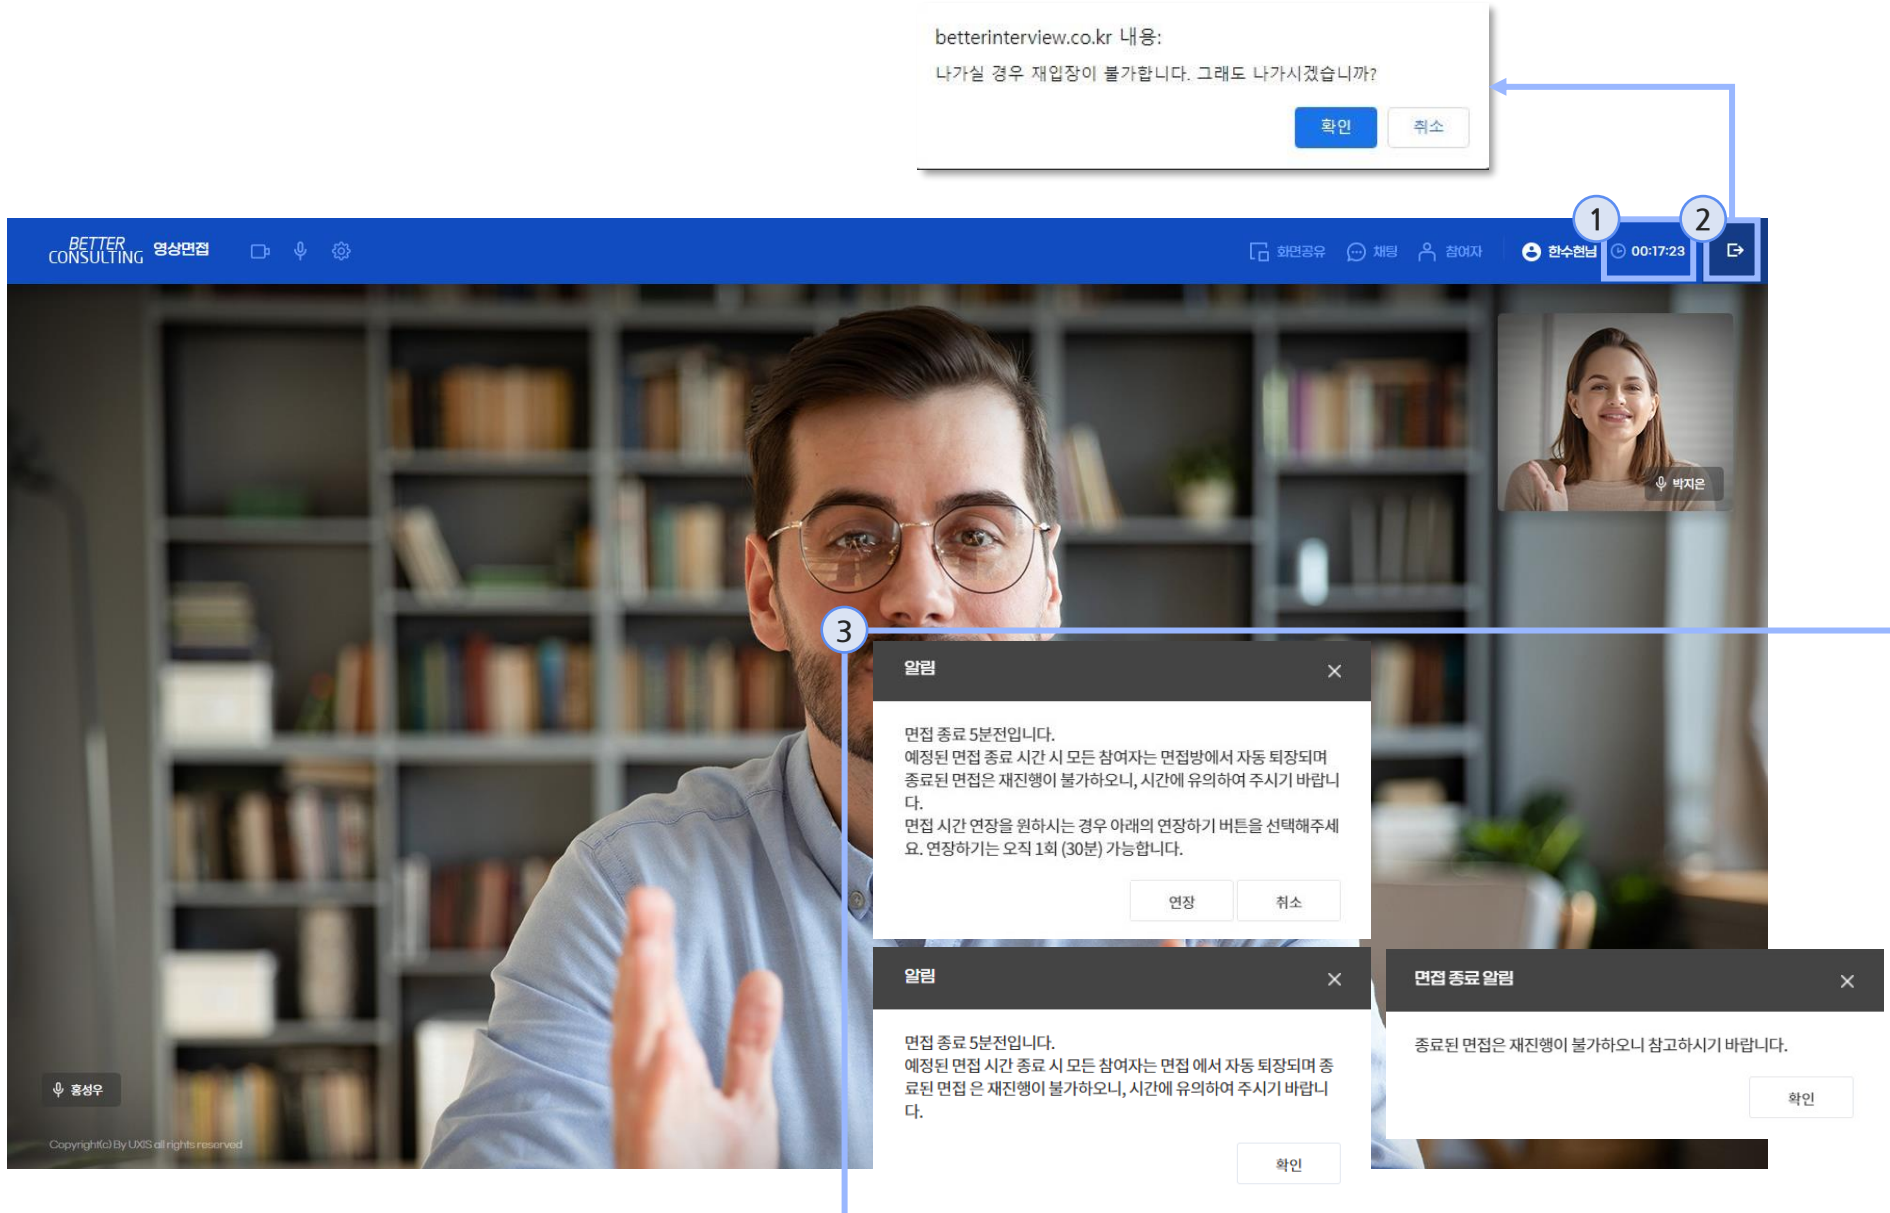 betterinterview.co.kr 내용:
나가실 경우 재입장이 불가합니다. 그래도 나가시겠습니까?
확인
취소
1
2
BETTER
CONSULTING
영상면접
화면공유
채팅
참여자
한수현님
00:17:23
박지은
3
알림
면접 종료 5분전입니다.
예정된 면접 종료 시간 시 모든 참여자는 면접방에서 자동 퇴장되며
종료된 면접은 재진행이 불가하오니, 시간에 유의하여 주시기 바랍니
다.
면접 시간 연장을 원하시는 경우 아래의 연장하기 버튼을 선택해주세
요. 연장하기는 오직 1회 (30분) 가능합니다.
연장
취소
알림
면접 종료 5분전입니다.
예정된 면접 시간 종료 시 모든 참여자는 면접 에서 자동 퇴장되며 종
료된 면접 은 재진행이 불가하오니, 시간에 유의하여 주시기 바랍니
다.
확인
면접 종료 알림
종료된 면접은 재진행이 불가하오니 참고하시기 바랍니다.
확인
홍성우
Copyright(c) By UXIS all rights reserved